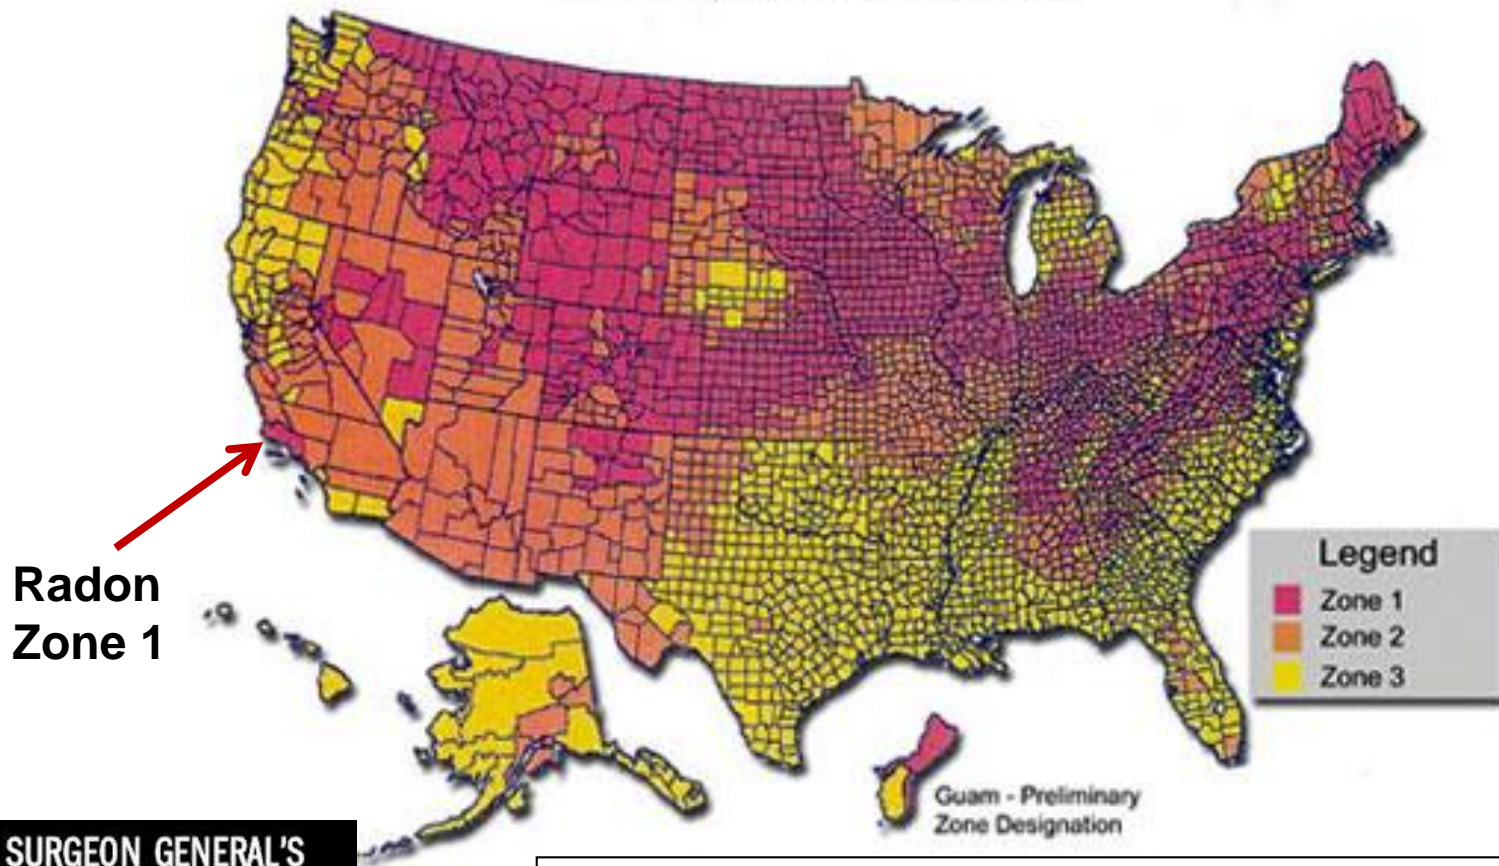 Radon
Zone 1
Legend
Zone 1
Zone 2
Zone 3
Guam - Preliminary
Zone Designation
SURGEON GENERAL'S